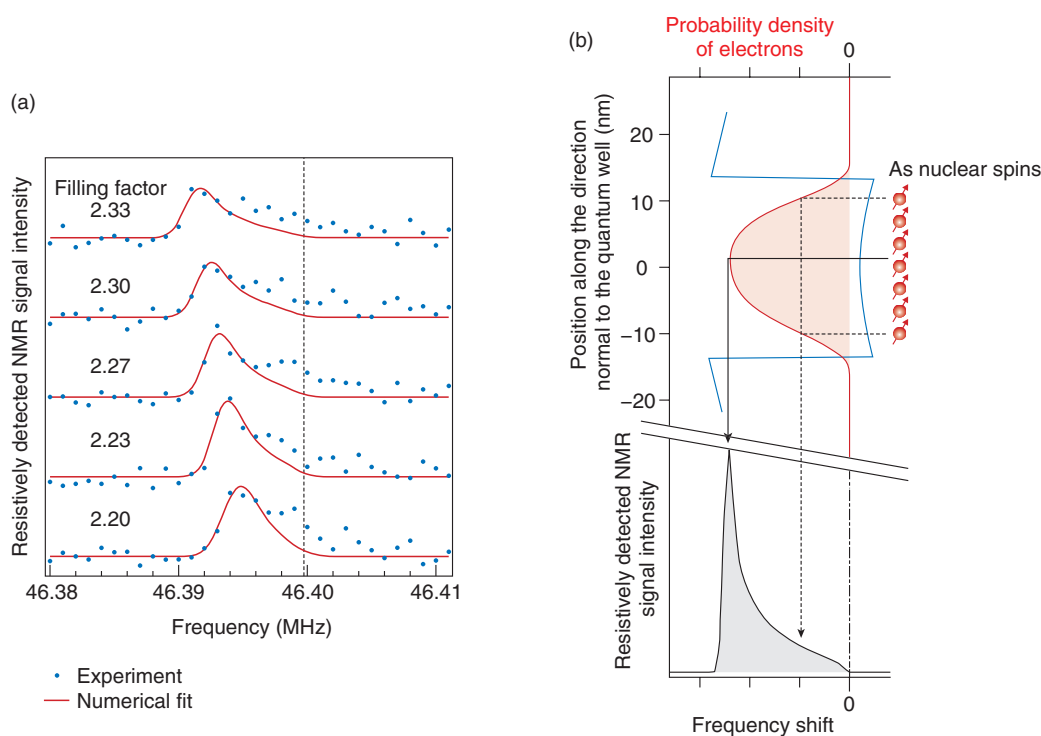 (a)
Resistively detected NMR signal intensity
Filling factor
2.33
2.30
2.27
2.23
2.20
46.38
46.39
46.40
46.41
Frequency (MHz)
Experiment
Numerical fit
(b)
Probability density
of electrons
0
Position along the direction
normal to the quantum well (nm)
20
10
0
−10
−20
As nuclear spins
Resistively detected NMR
signal intensity
0
Frequency shift